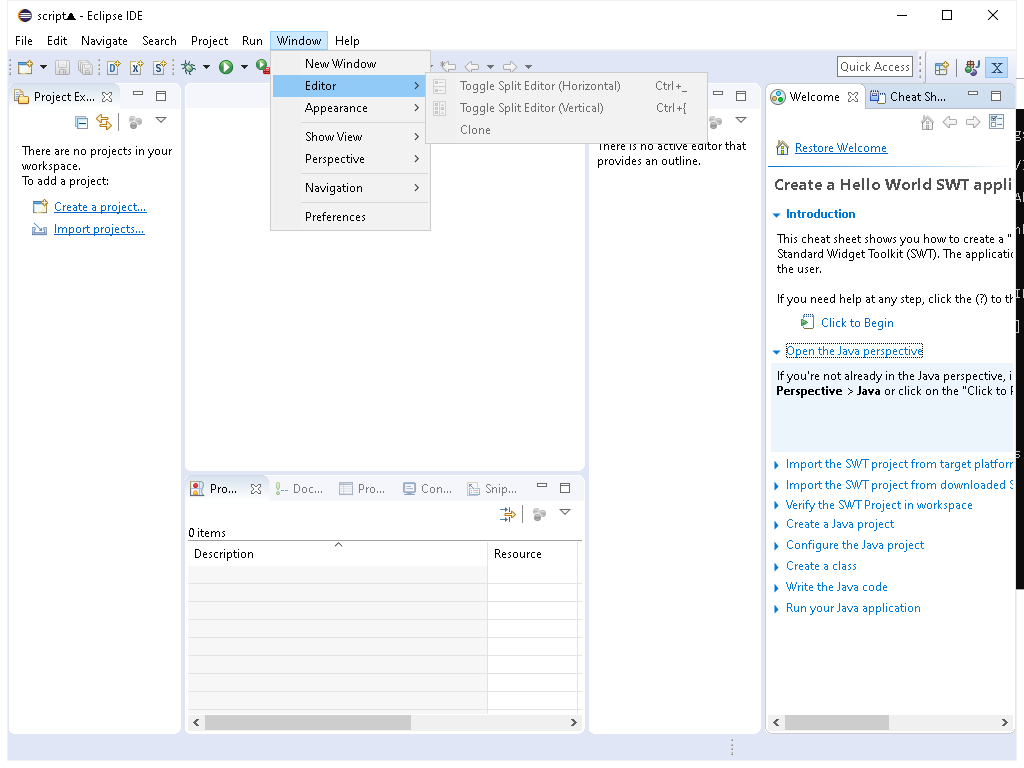 script▲ - Eclipse IDE
File Edit Navigate Search Project Run Window Help
Quick Access
New Window
Editor
Appearance
Show View
Perspective
Navigation
Preferences
Toggle Split Editor (Horizontal) Ctrl+_
Toggle Split Editor (Vertical) Ctrl+{
Clone
Project Ex...
There are no projects in your
workspace.
To add a project:
Create a project...
Import projects...
There is no active editor that
provides an outline.
Pro... Doc... Pro... Con... Snip...
0 items
Description Resource
Welcome Cheat Sh...
Restore Welcome
Create a Hello World SWT appli
Introduction
This cheat sheet shows you how to create a "
Standard Widget Toolkit (SWT). The applicatic
the user.
If you need help at any step, click the (?) to th
Click to Begin
Open the Java perspective
If you're not already in the Java perspective, i
Perspective > Java or click on the "Click to
Import the SWT project from target platforn
Import the SWT project from downloaded S
Verify the SWT Project in workspace
Create a Java project
Configure the Java project
Create a class
Write the Java code
Run your Java application